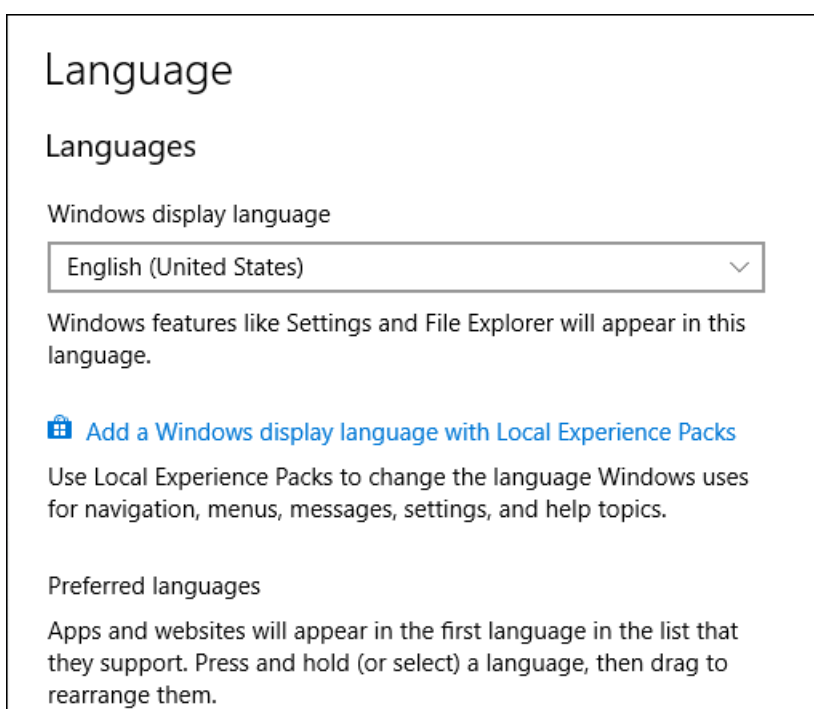 Language
Languages
Windows display language
English (United States)
Windows features like Settings and File Explorer will appear in this
language.
Add a Windows display language with Local Experience Packs
Use Local Experience Packs to change the language Windows uses
for navigation, menus, messages, settings, and help topics.
Preferred languages
Apps and websites will appear in the first language in the list that
they support. Press and hold (or select) a language, then drag to
rearrange them.